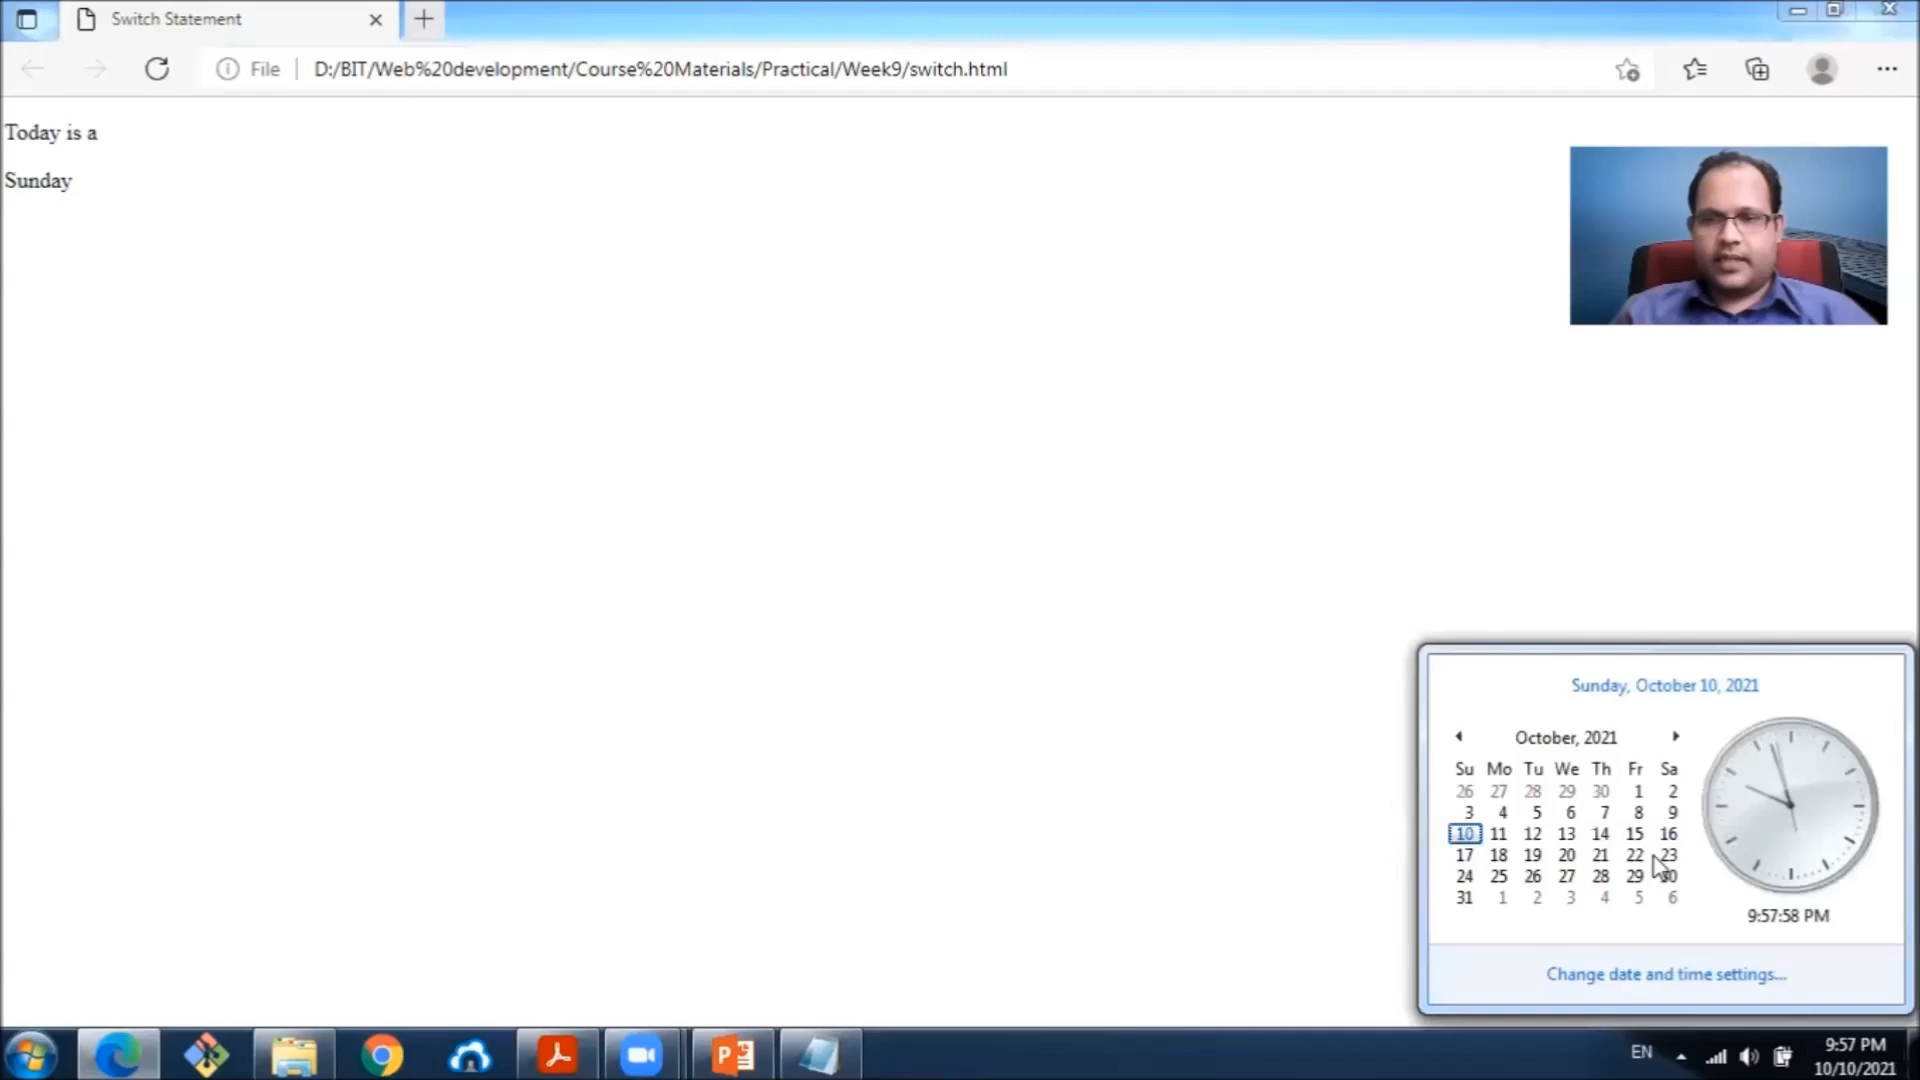 Switch Statement
File D:/BIT/Web%20development/Course%20Materials/Practical/Week9/switch.html
Today is a
Sunday
Sunday, October 10, 2021
October, 2021
Su Mo Tu We Th Fr Sa
26 27 28 29 30 1 2
3 4 5 6 7 8 9
10 11 12 13 14 15 16
17 18 19 20 21 22 23
24 25 26 27 28 29 30
31 1 2 3 4 5 6
9:57:58 PM
Change date and time settings...
EN
9:57 PM
10/10/2021